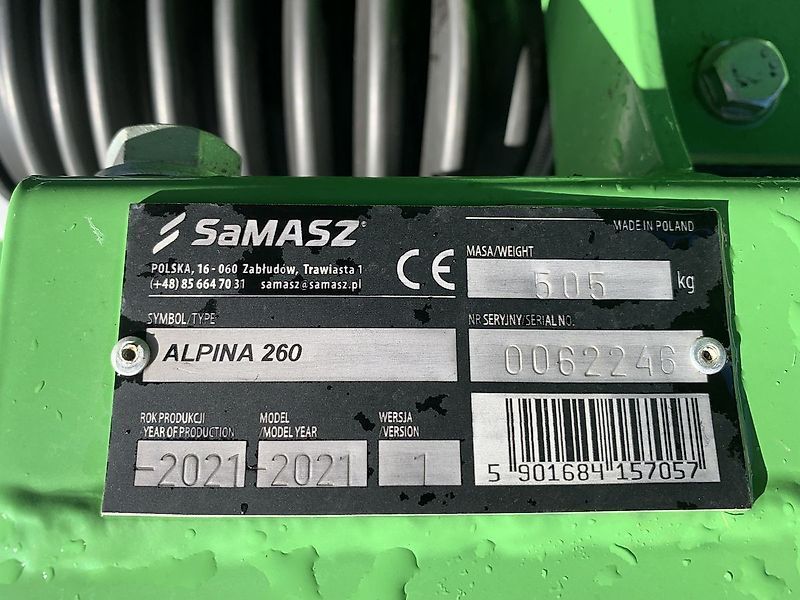 SaMASZ®
MADE IN POLAND
POLSKA, 16 - 060 Zabłudów, Trawiasta 1
(+48) 85 664 70 31 samasz@samasz.pl
CE
MASA/WEIGHT
505 kg
SYMBOL/TYPE
ALPINA 260
NR SERYJNY/SERIAL NO.
0062246
ROK PRODUKCJI
/YEAR OF PRODUCTION
-2021
MODEL
/MODEL YEAR
-2021
WERSJA
/VERSION
1
5 901684 157057